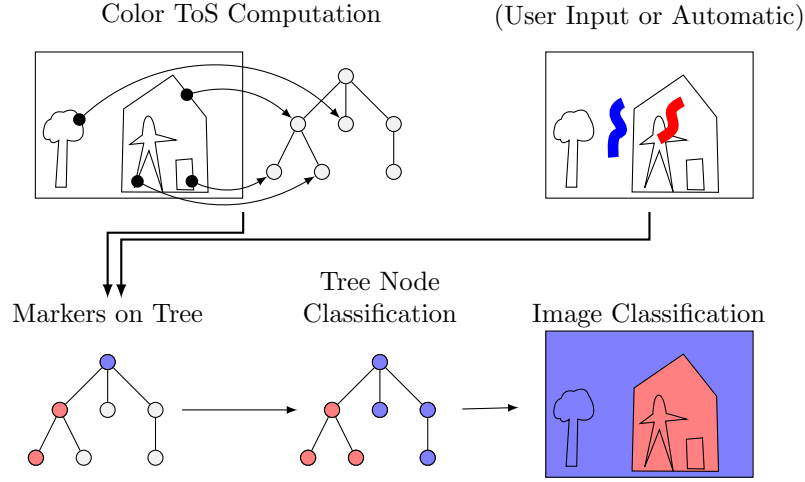 Color ToS Computation
(User Input or Automatic)
Markers on Tree
Tree Node
Classification
Image Classification